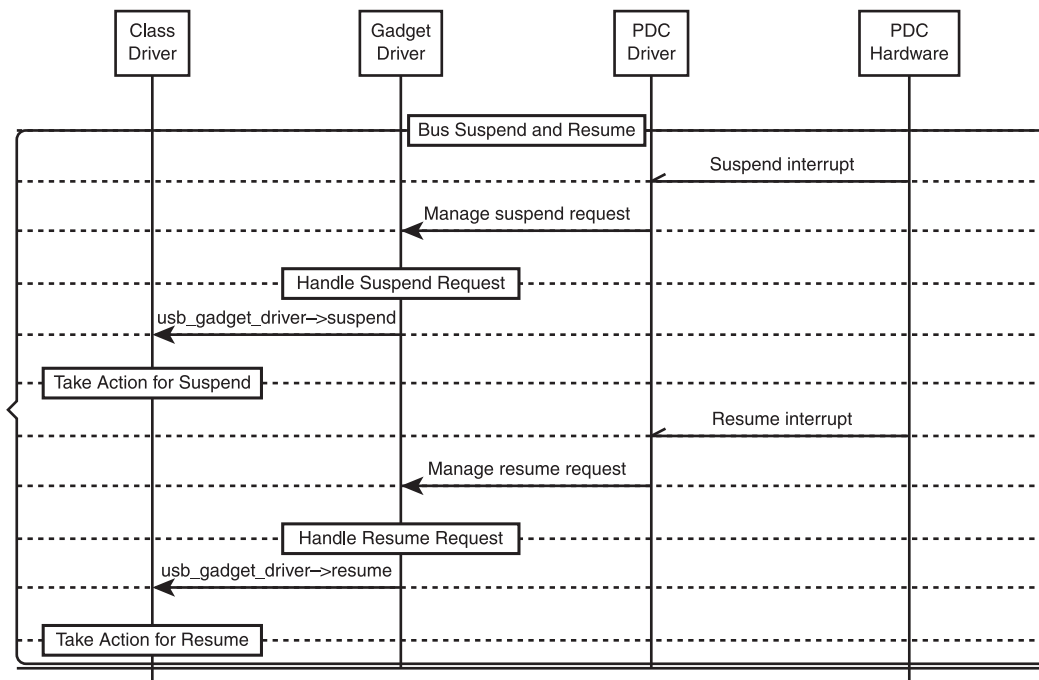 Class
Driver
Gadget
Driver
PDC
Driver
PDC
Hardware
Bus Suspend and Resume
Suspend interrupt
Manage suspend request
Handle Suspend Request
usb_gadget_driver–>suspend
Take Action for Suspend
Resume interrupt
Manage resume request
Handle Resume Request
usb_gadget_driver–>resume
Take Action for Resume